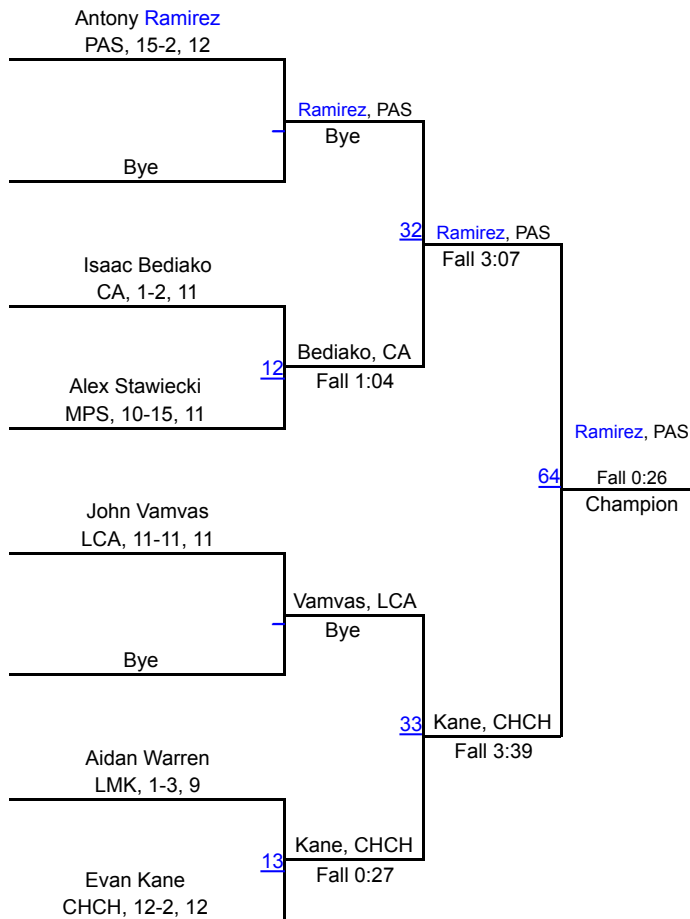 Antony Ramirez
PAS, 15-2, 12
Ramirez, PAS
Bye
Bye
32
Ramirez, PAS
Fall 3:07
Isaac Bediako
CA, 1-2, 11
12
Bediako, CA
Fall 1:04
Alex Stawiecki
MPS, 10-15, 11
Ramirez, PAS
64
Fall 0:26
Champion
John Vamvas
LCA, 11-11, 11
Vamvas, LCA
Bye
Bye
33
Kane, CHCH
Fall 3:39
Aidan Warren
LMK, 1-3, 9
13
Kane, CHCH
Fall 0:27
Evan Kane
CHCH, 12-2, 12